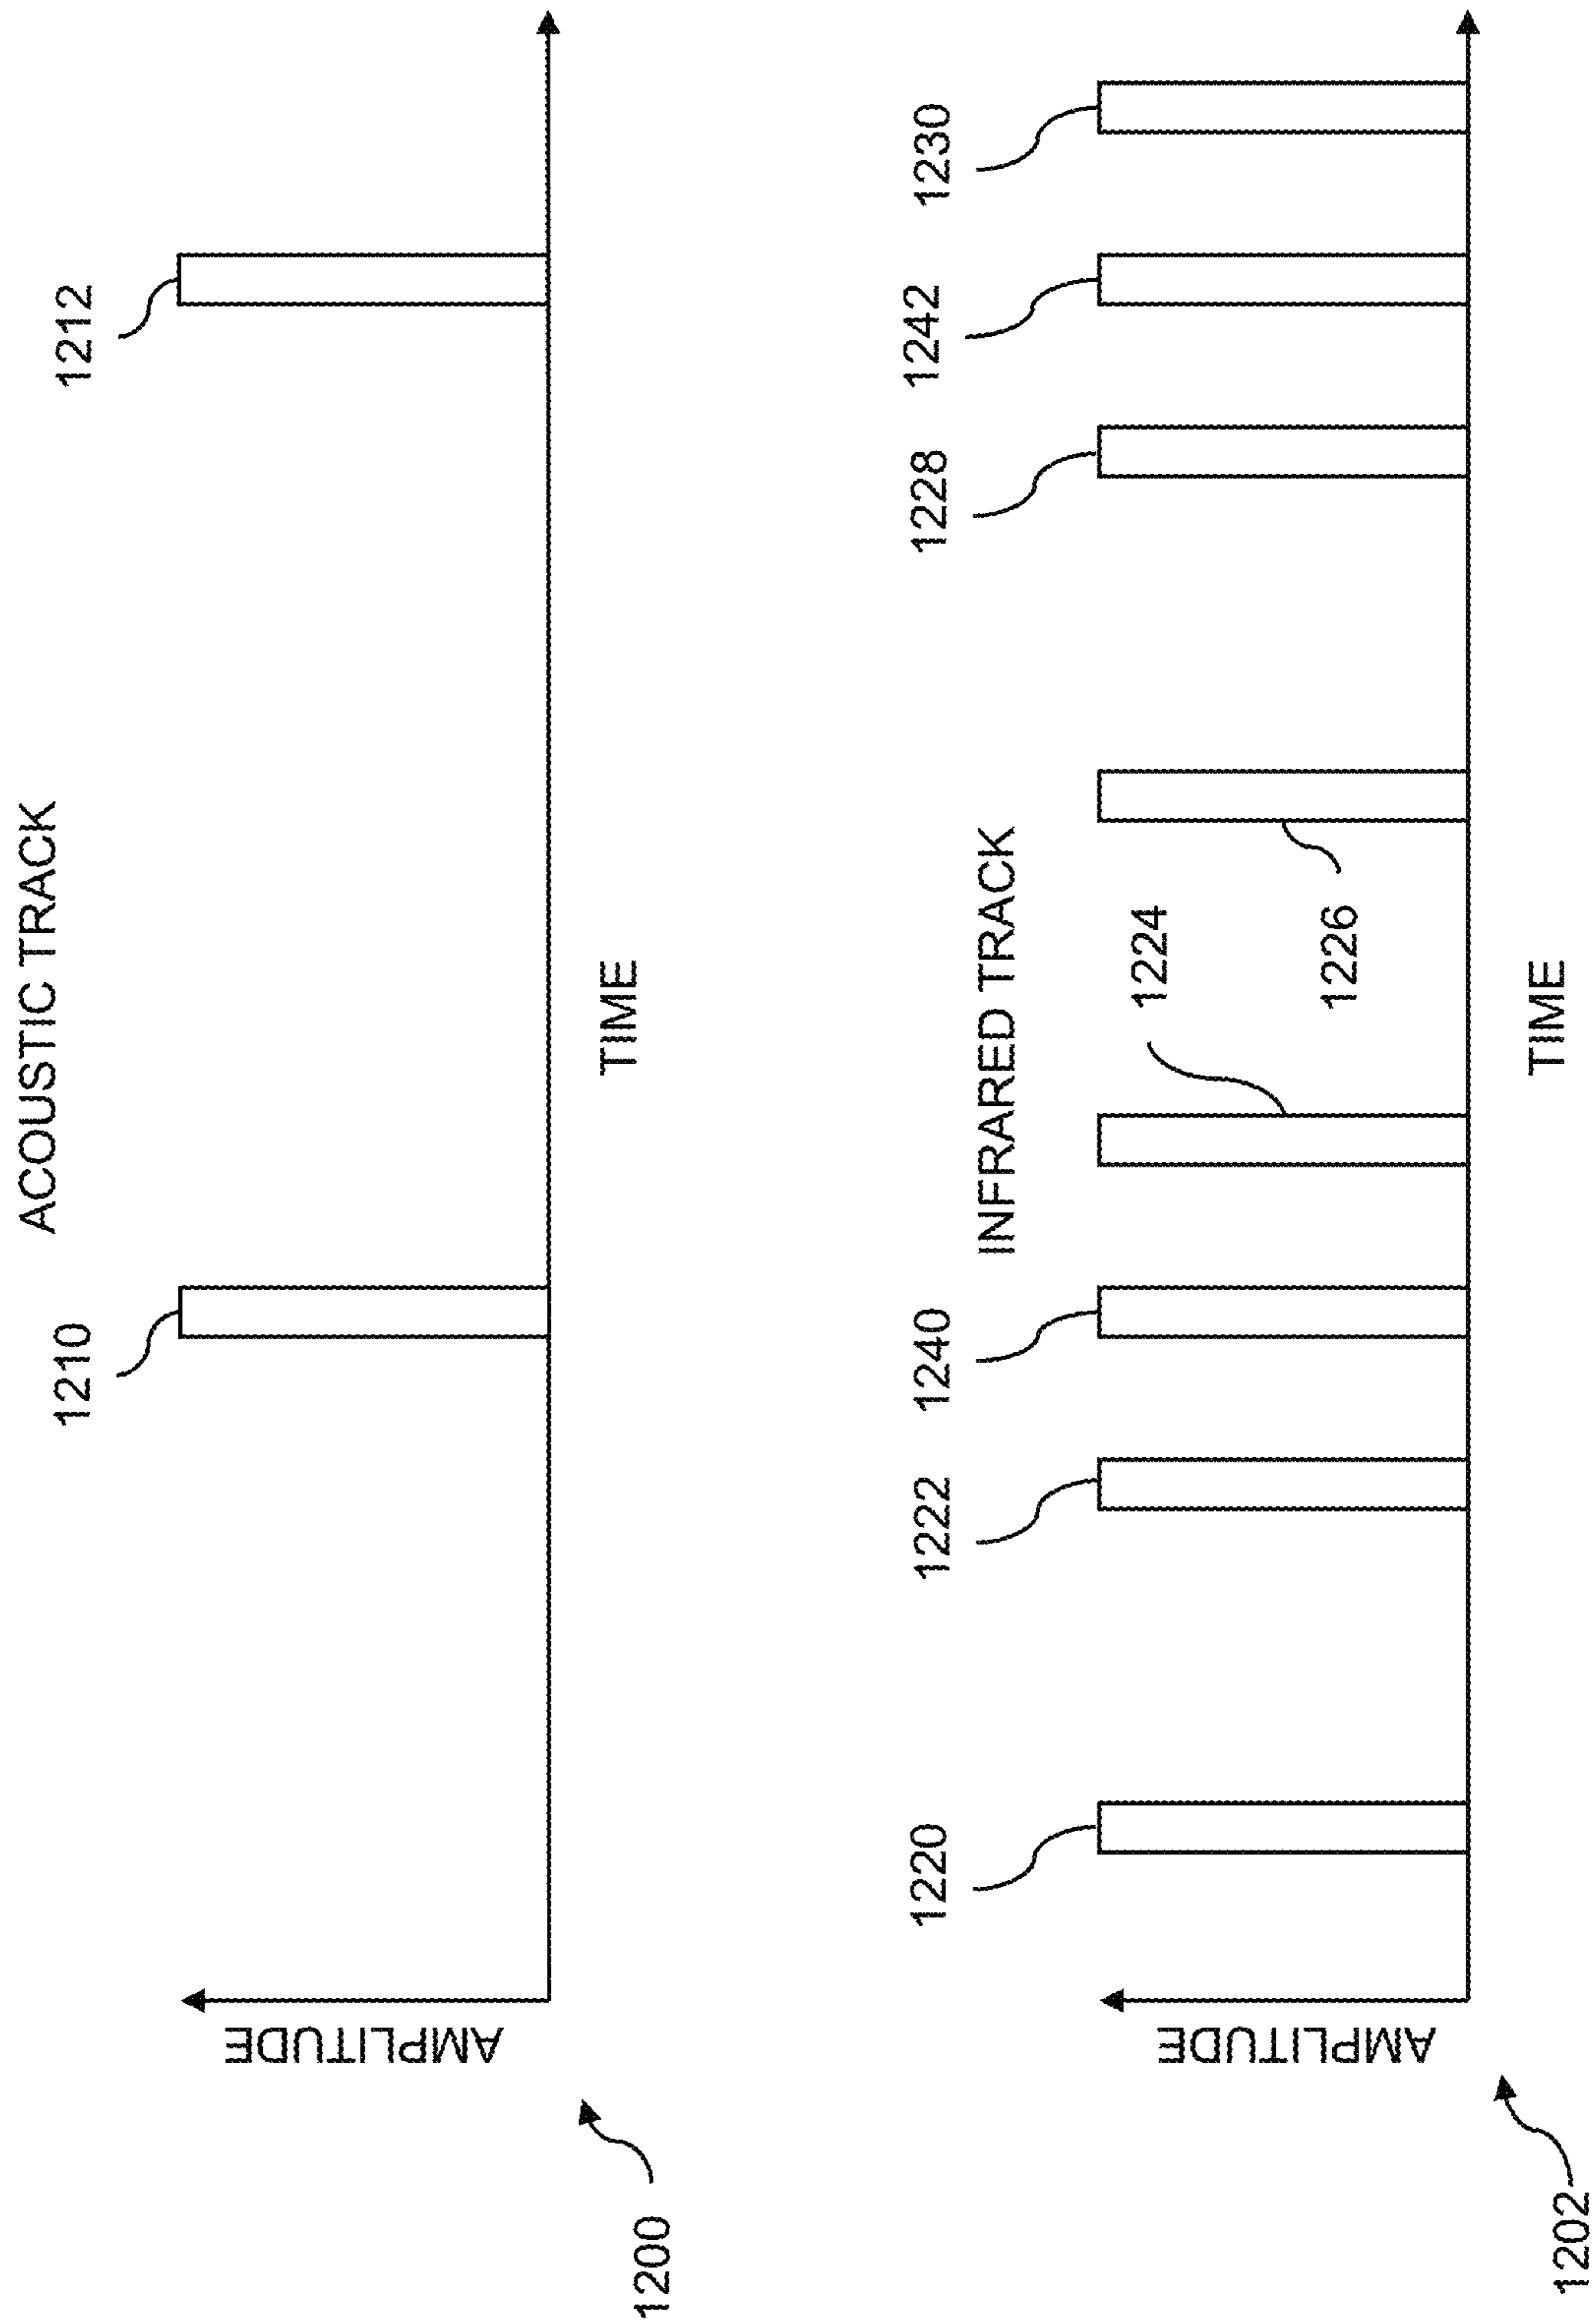 ACOUSTIC TRACK
1210
1212
AMPLITUDE
TIME
1200
INFRARED TRACK
1220
1222
1240
1224
1226
1228
1242
1230
AMPLITUDE
TIME
1202